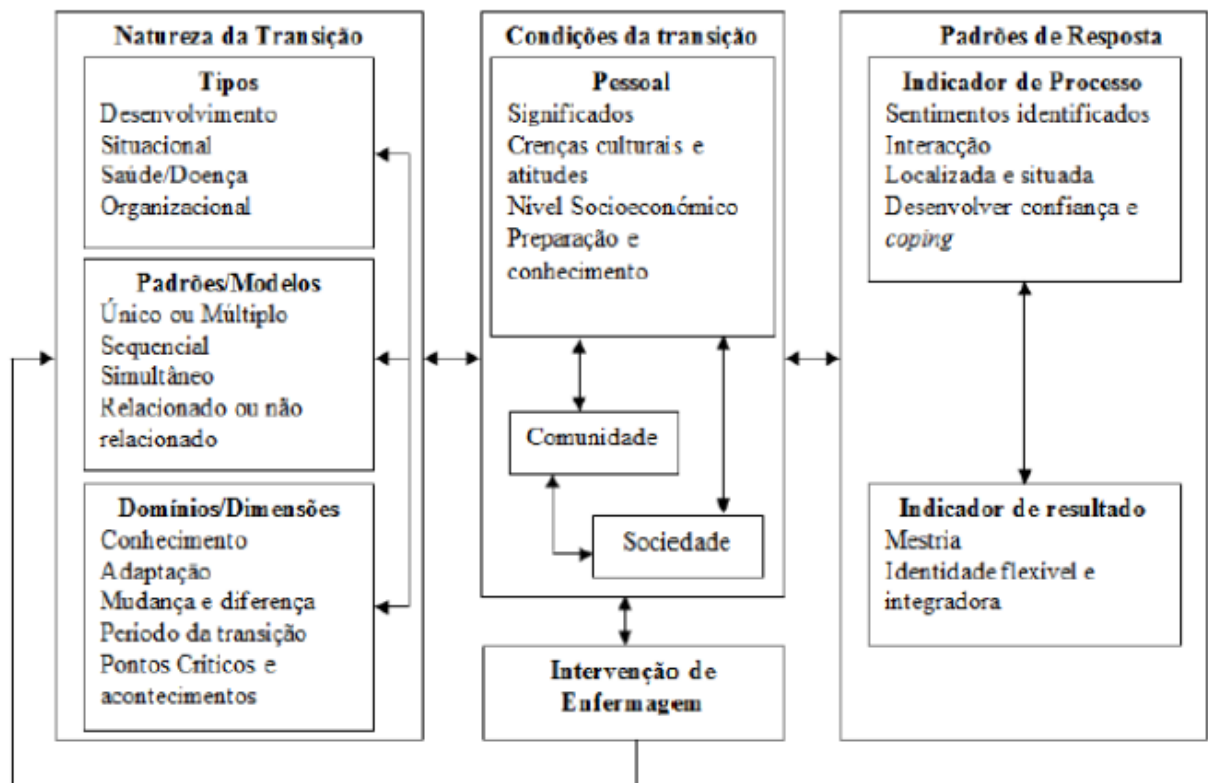 Natureza da Transição
Tipos
Desenvolvimento
Situacional
Saúde/Doença
Organizacional
Padrões/Modelos
Único ou Múltiplo
Sequencial
Simultâneo
Relacionado ou não
relacionado
Domínios/Dimensões
Conhecimento
Adaptação
Mudança e diferença
Período da transição
Pontos Críticos e
acontecimentos
Condições da transição
Pessoal
Significados
Crenças culturais e
atitudes
Nível Socioeconómico
Preparação e
conhecimento
Comunidade
Sociedade
Intervenção de
Enfermagem
Padrões de Resposta
Indicador de Processo
Sentimentos identificados
Interacção
Localizada e situada
Desenvolver confiança e
coping
Indicador de resultado
Mestria
Identidade flexível e
integradora